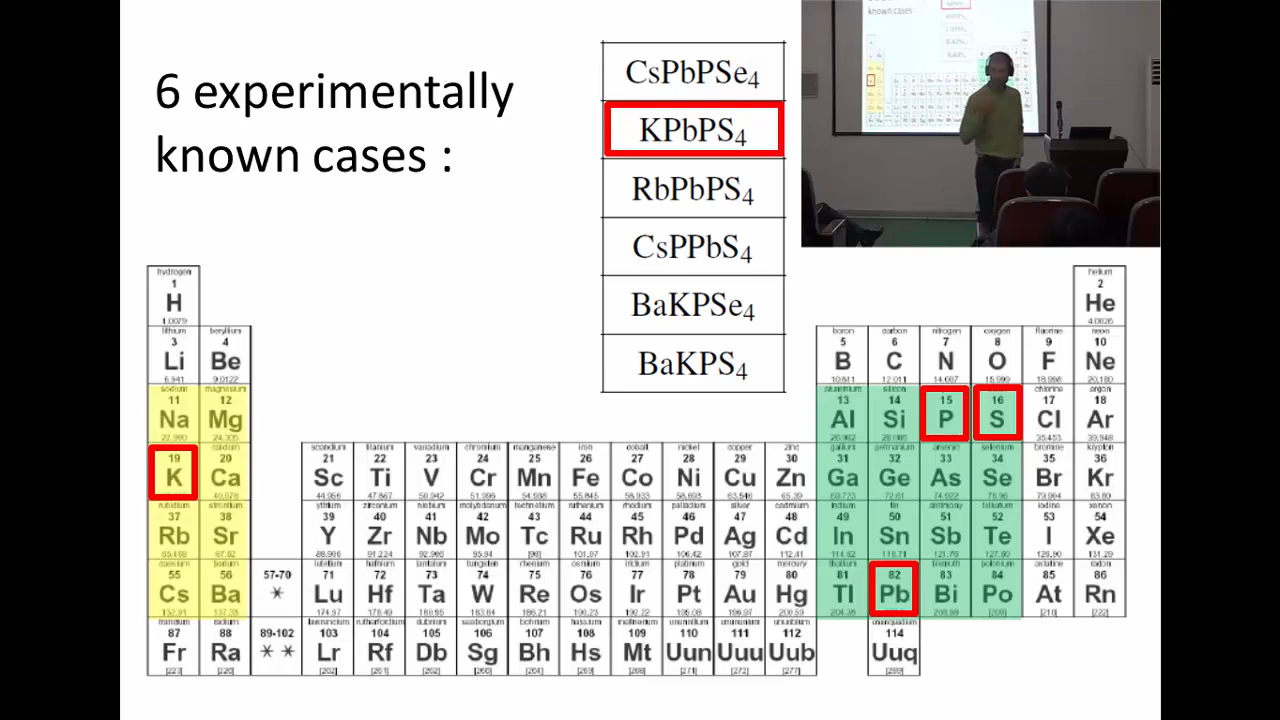 6 experimentally
known cases :
CsPbPSe₄
KPbPS₄
RbPbPS₄
CsPPbS₄
BaKPSe₄
BaKPS₄
known cases
hydrogen helium
1 2
H He
1.0079 4.0026
lithium beryllium boron carbon nitrogen oxygen fluorine neon
3 4 5 6 7 8 9 10
Li Be B C N O F Ne
6.941 9.0122 10.811 12.011 14.007 15.999 18.998 20.180
sodium magnesium aluminium silicon chlorine argon
11 12 13 14 15 16 17 18
Na Mg Al Si P S Cl Ar
22.990 24.305 26.982 28.086 35.453 39.948
calcium scandium titanium vanadium chromium manganese iron cobalt nickel copper zinc gallium germanium arsenic selenium bromine krypton
19 20 21 22 23 24 25 26 27 28 29 30 31 32 33 34 35 36
K Ca Sc Ti V Cr Mn Fe Co Ni Cu Zn Ga Ge As Se Br Kr
40.078 44.956 47.867 50.942 51.996 54.938 55.845 58.933 58.693 63.546 65.39 69.723 72.61 74.922 78.96 79.904 83.80
rubidium strontium yttrium zirconium niobium molybdenum technetium ruthenium rhodium palladium silver cadmium indium tin antimony tellurium iodine xenon
37 38 39 40 41 42 43 44 45 46 47 48 49 50 51 52 53 54
Rb Sr Y Zr Nb Mo Tc Ru Rh Pd Ag Cd In Sn Sb Te I Xe
85.468 87.62 88.906 91.224 92.906 95.94 [98] 101.07 102.91 106.42 107.87 112.41 114.82 118.71 121.76 127.60 126.90 131.29
caesium barium lutetium hafnium tantalum tungsten rhenium osmium iridium platinum gold mercury thallium bismuth polonium astatine radon
55 56 57-70 71 72 73 74 75 76 77 78 79 80 81 82 83 84 85 86
Cs Ba * Lu Hf Ta W Re Os Ir Pt Au Hg Tl Pb Bi Po At Rn
132.91 137.33 174.97 178.49 180.95 183.84 186.21 190.23 192.22 195.08 196.97 200.59 204.38 208.98 [209] [210] [222]
francium radium lawrencium rutherfordium dubnium seaborgium bohrium hassium meitnerium ununnilium unununium ununbium ununquadium
87 88 89-102 103 104 105 106 107 108 109 110 111 112 114
Fr Ra * * Lr Rf Db Sg Bh Hs Mt Uun Uuu Uub Uuq
[223] [226] [262] [261] [262] [266] [264] [269] [268] [271] [272] [277] [289]